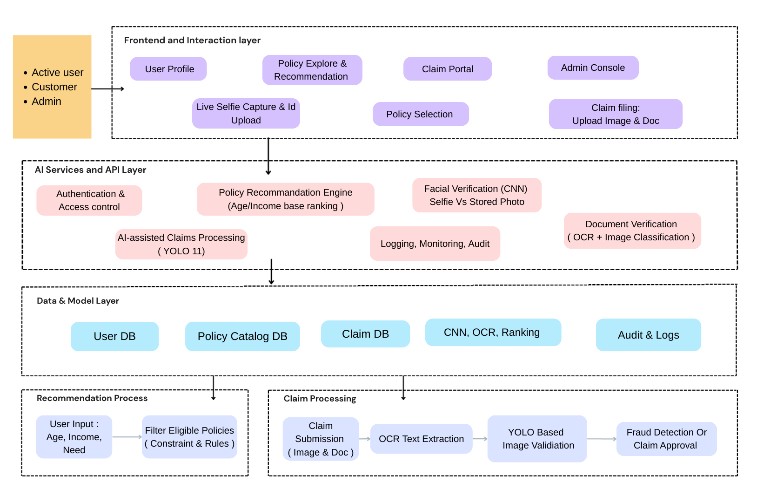 Active user
Customer
Admin
Frontend and Interaction layer
User Profile
Policy Explore &
Recommendation
Claim Portal
Admin Console
Live Selfie Capture & Id
Upload
Policy Selection
Claim filing:
Upload Image & Doc
AI Services and API Layer
Authentication &
Access control
Policy Recommandation Engine
(Age/Income base ranking )
Facial Verification (CNN)
Selfie Vs Stored Photo
Document Verification
( OCR + Image Classification )
AI-assisted Claims Processing
( YOLO 11)
Logging, Monitoring, Audit
Data & Model Layer
User DB
Policy Catalog DB
Claim DB
CNN, OCR, Ranking
Audit & Logs
Recommendation Process
User Input :
Age, Income,
Need
Filter Eligible Policies
( Constraint & Rules )
Claim Processing
Claim
Submission
( Image & Doc )
OCR Text Extraction
YOLO Based
Image Validiation
Fraud Detection Or
Claim Approval